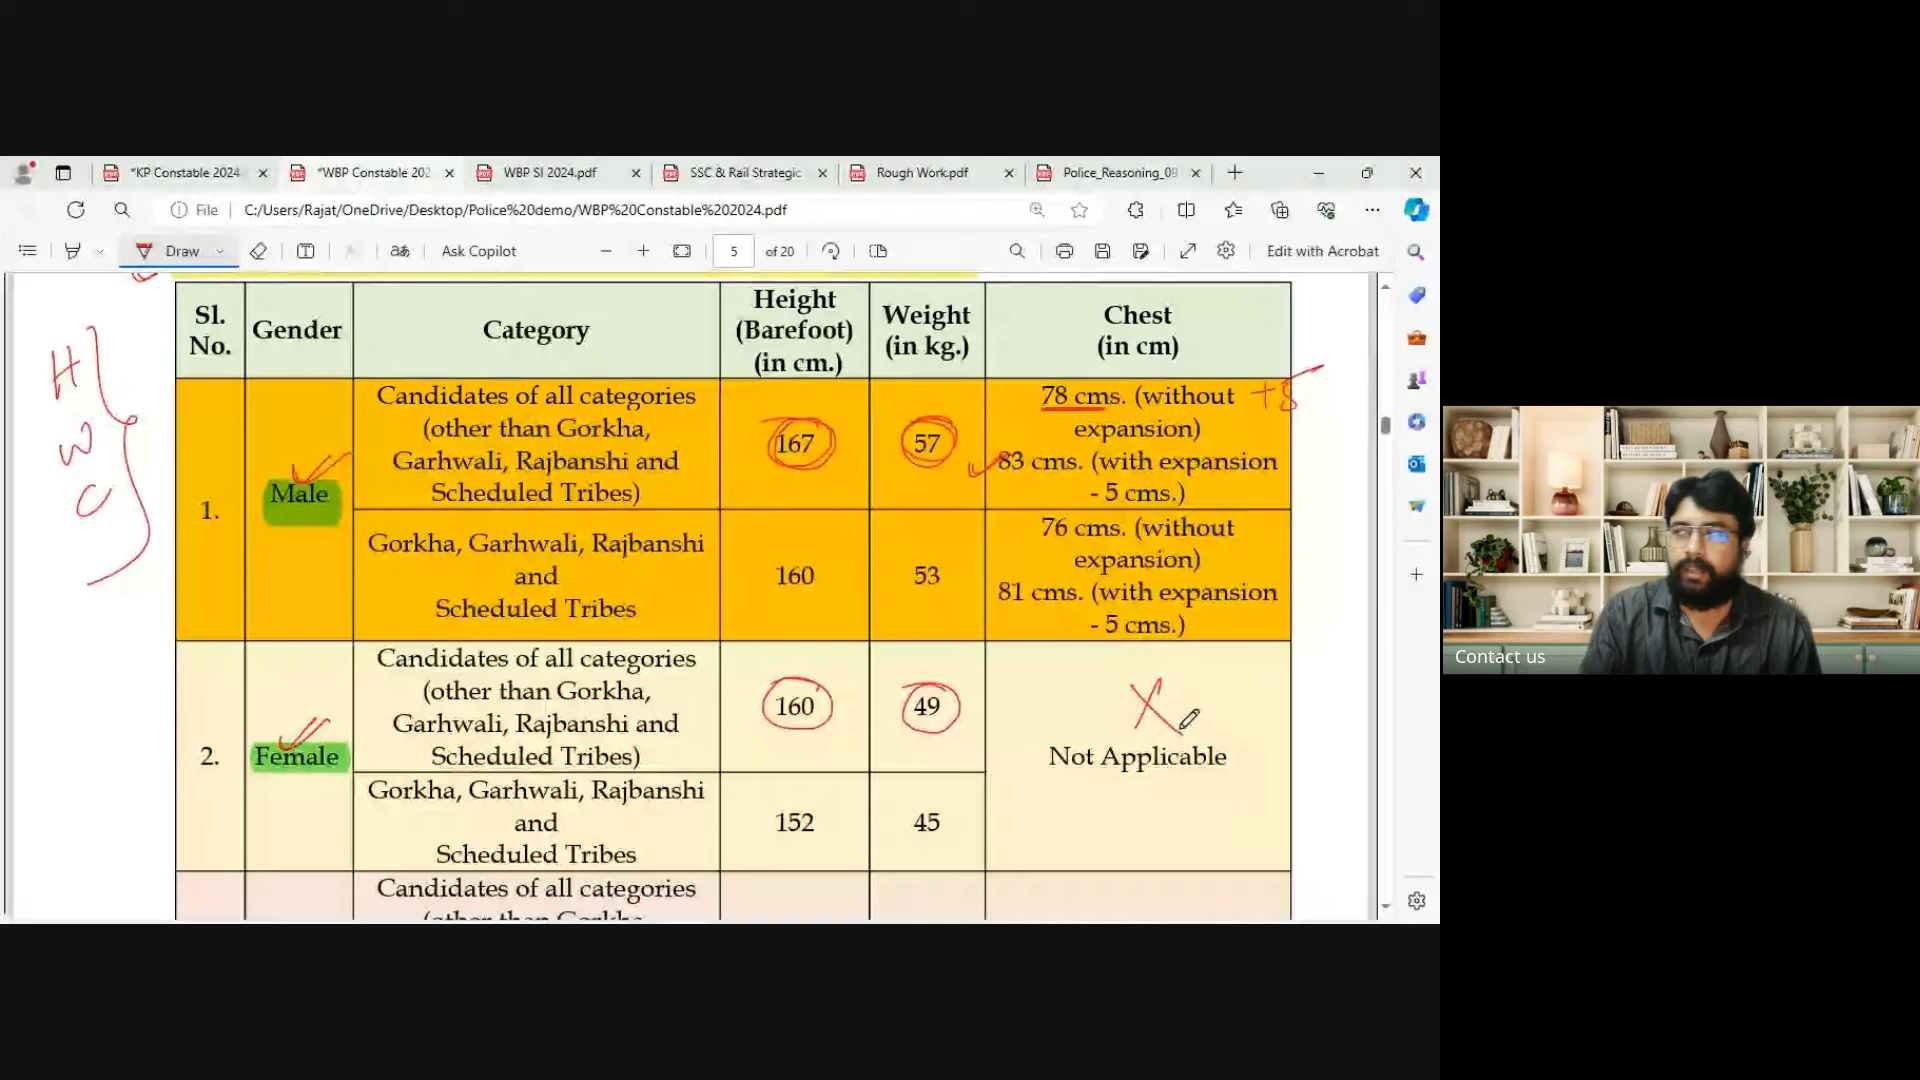 *KP Constable 2024
*WBP Constable 202
WBP SI 2024.pdf
SSC & Rail Strategic
Rough Work.pdf
Police_Reasoning_09
File
C:/Users/Rajat/OneDrive/Desktop/Police%20demo/WBP%20Constable%202024.pdf
Draw
Ask Copilot
5
of 20
Edit with Acrobat
Sl.
No.
Gender
Category
Height
(Barefoot)
(in cm.)
Weight
(in kg.)
Chest
(in cm)
H
W
C
1.
Male
Candidates of all categories
(other than Gorkha,
Garhwali, Rajbanshi and
Scheduled Tribes)
167
57
78 cms. (without
expansion)
83 cms. (with expansion
- 5 cms.)
+5
Gorkha, Garhwali, Rajbanshi
and
Scheduled Tribes
160
53
76 cms. (without
expansion)
81 cms. (with expansion
- 5 cms.)
2.
Female
Candidates of all categories
(other than Gorkha,
Garhwali, Rajbanshi and
Scheduled Tribes)
160
49
Not Applicable
Gorkha, Garhwali, Rajbanshi
and
Scheduled Tribes
152
45
Candidates of all categories
(other than Gorkha,
Contact us